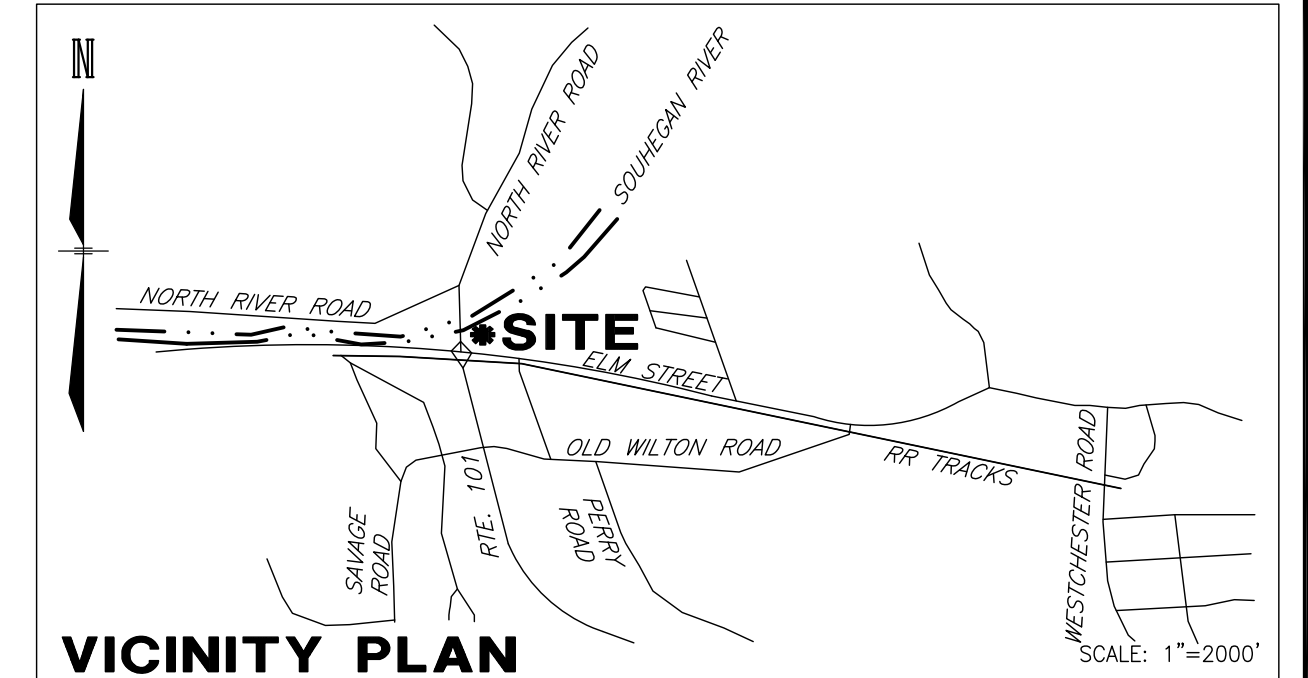 N
NORTH RIVER ROAD
SOUHEGAN RIVER
NORTH RIVER ROAD
SITE
ELM STREET
OLD WILTON ROAD
RR TRACKS
WESTCHESTER ROAD
SAVAGE
ROAD
RTE. 101
PERRY
ROAD
VICINITY PLAN
SCALE: 1"=2000'